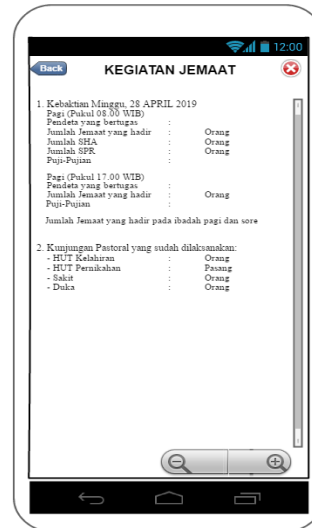 12:00
Back
KEGIATAN JEMAAT
1. Kebaktian Minggu, 28 APRIL 2019
Pagi (Pukul 08.00 WIB)
Pendeta yang bertugas :
Jumlah Jemaat yang hadir : Orang
Jumlah SHA : Orang
Jumlah SPR : Orang
Puji-Pujian :
Pagi (Pukul 17.00 WIB)
Pendeta yang bertugas :
Jumlah Jemaat yang hadir : Orang
Puji-Pujian :
Jumlah Jemaat yang hadir pada ibadah pagi dan sore
2. Kunjungan Pastoral yang sudah dilaksanakan:
- HUT Kelahiran : Orang
- HUT Pernikahan : Pasang
- Sakit : Orang
- Duka : Orang